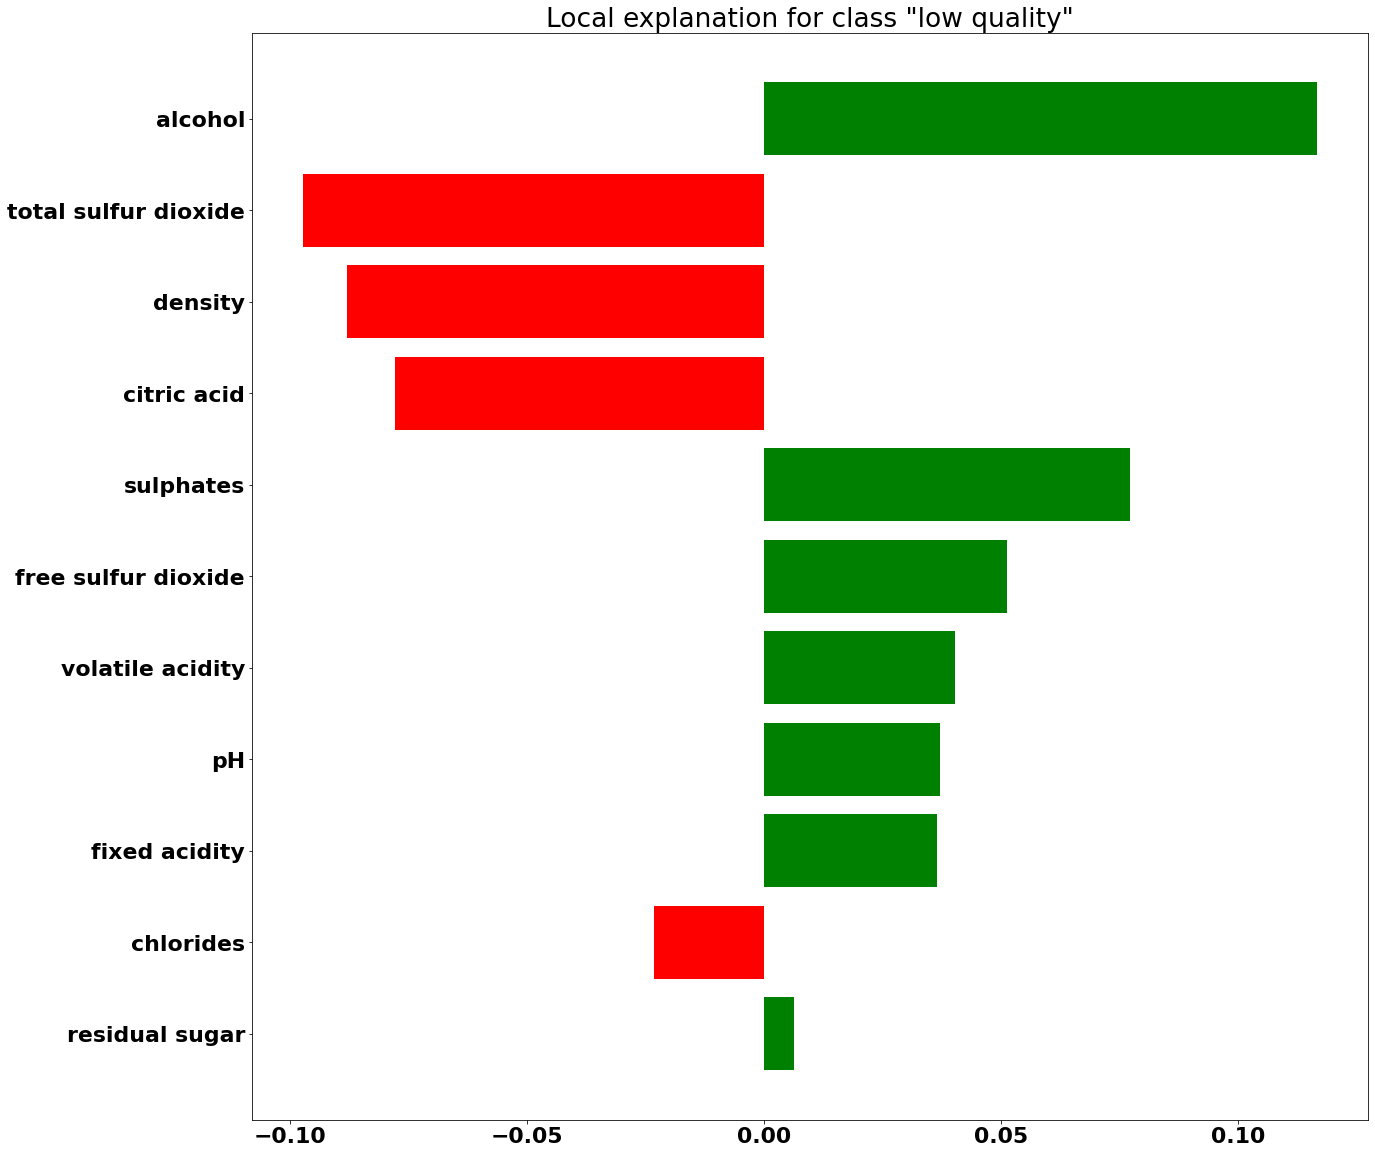 Local explanation for class "low quality"
alcohol
total sulfur dioxide
density
citric acid
sulphates
free sulfur dioxide
volatile acidity
pH
fixed acidity
chlorides
residual sugar
−0.10 −0.05 0.00 0.05 0.10